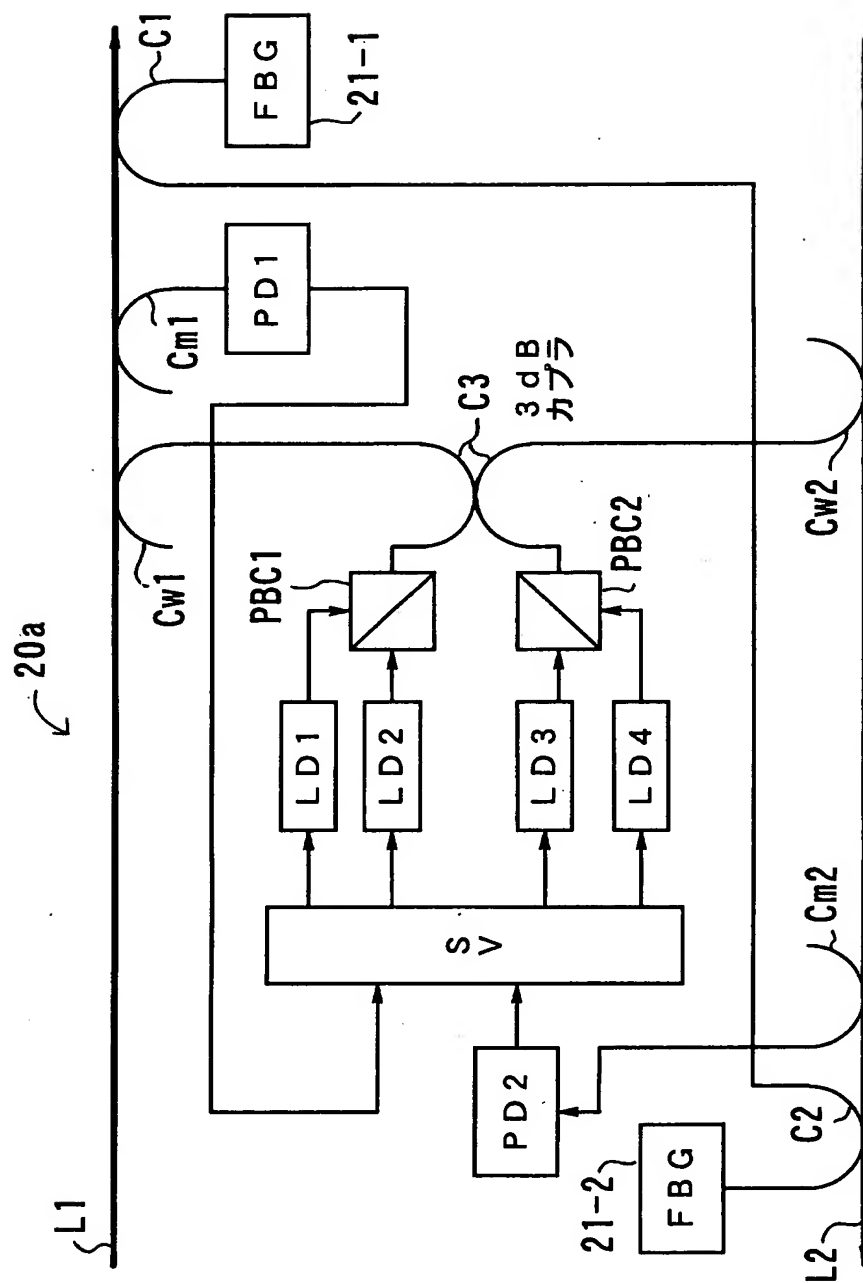 20a
L1
C1
FBG
21-1
Cm1
PD1
Cw1
C3
3dB
カプラ
PBC1
PBC2
LD1
LD2
LD3
LD4
SV
PD2
Cw2
Cm2
C2
21-2
FBG
L2